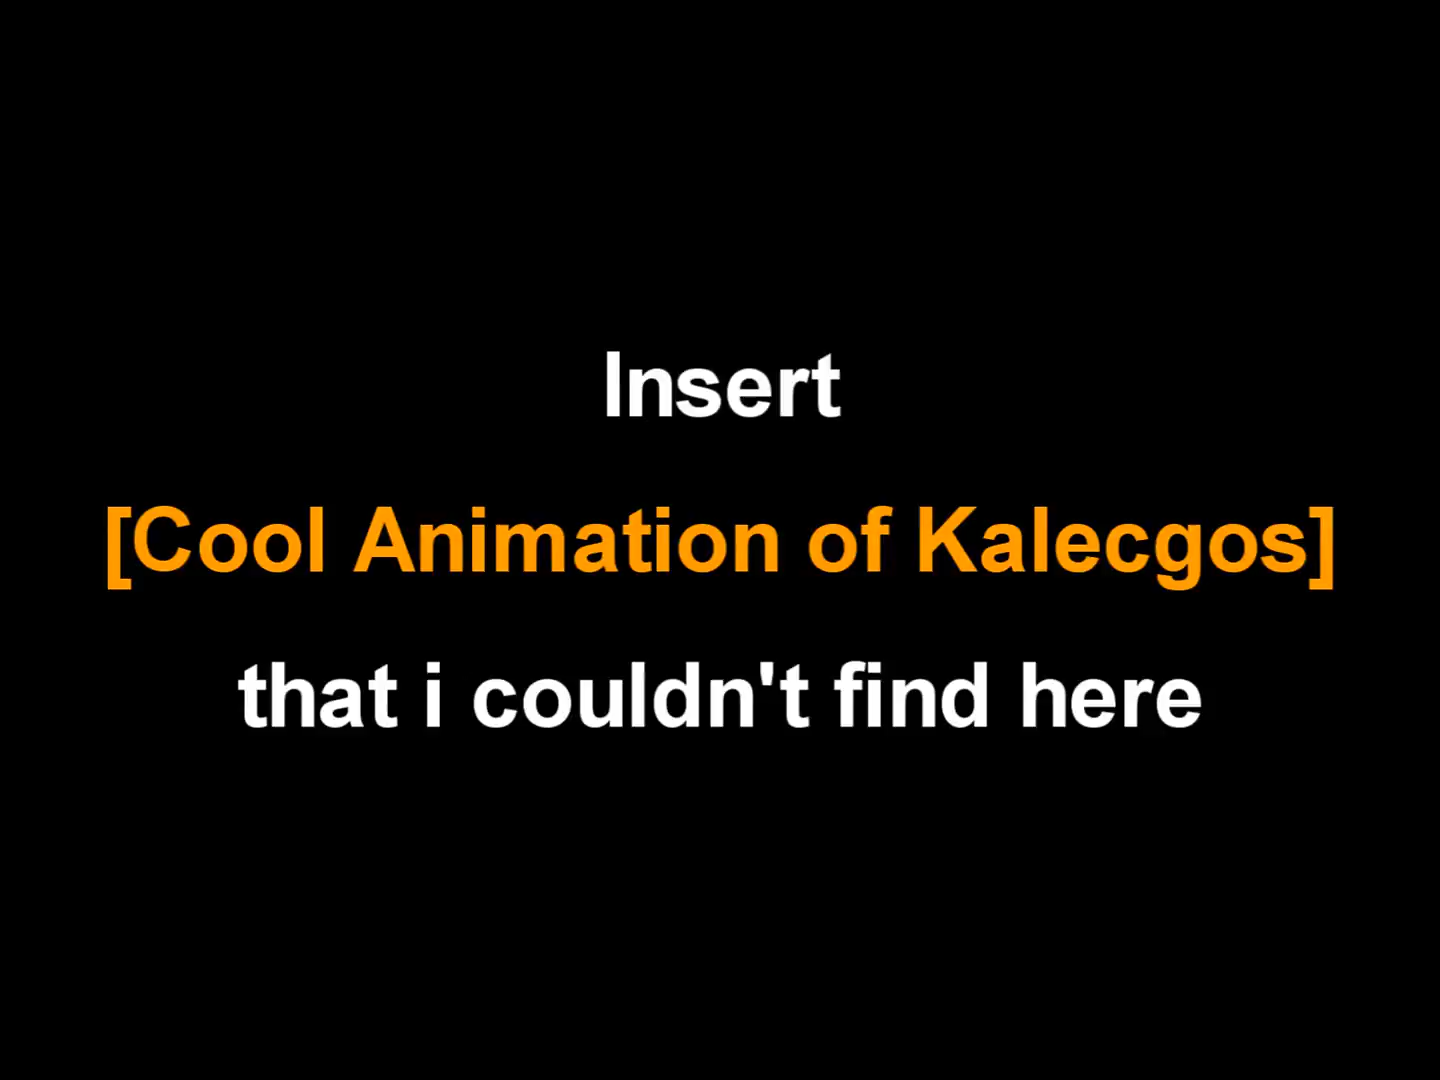 Insert
[Cool Animation of Kalecgos]
that i couldn't find here